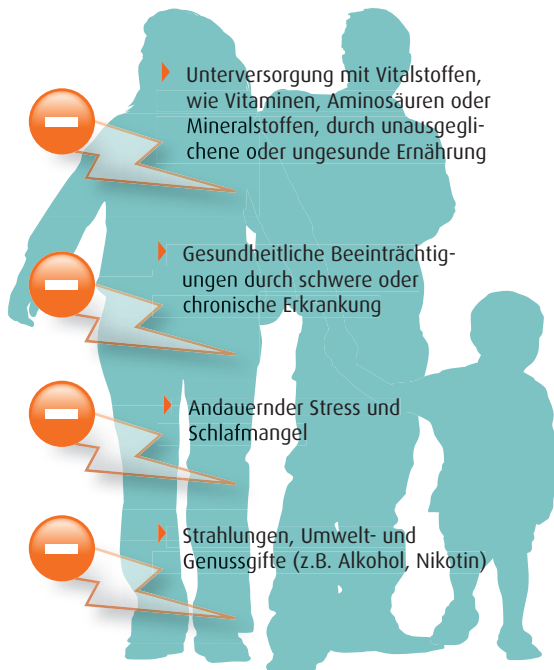 Unterversorgung mit Vitalstoffen,
wie Vitaminen, Aminosäuren oder
Mineralstoffen, durch unausgegli-
chene oder ungesunde Ernährung
Gesundheitliche Beeinträchtig-
ungen durch schwere oder
chronische Erkrankung
Andauernder Stress und
Schlafmangel
Strahlungen, Umwelt- und
Genussgifte (z.B. Alkohol, Nikotin)